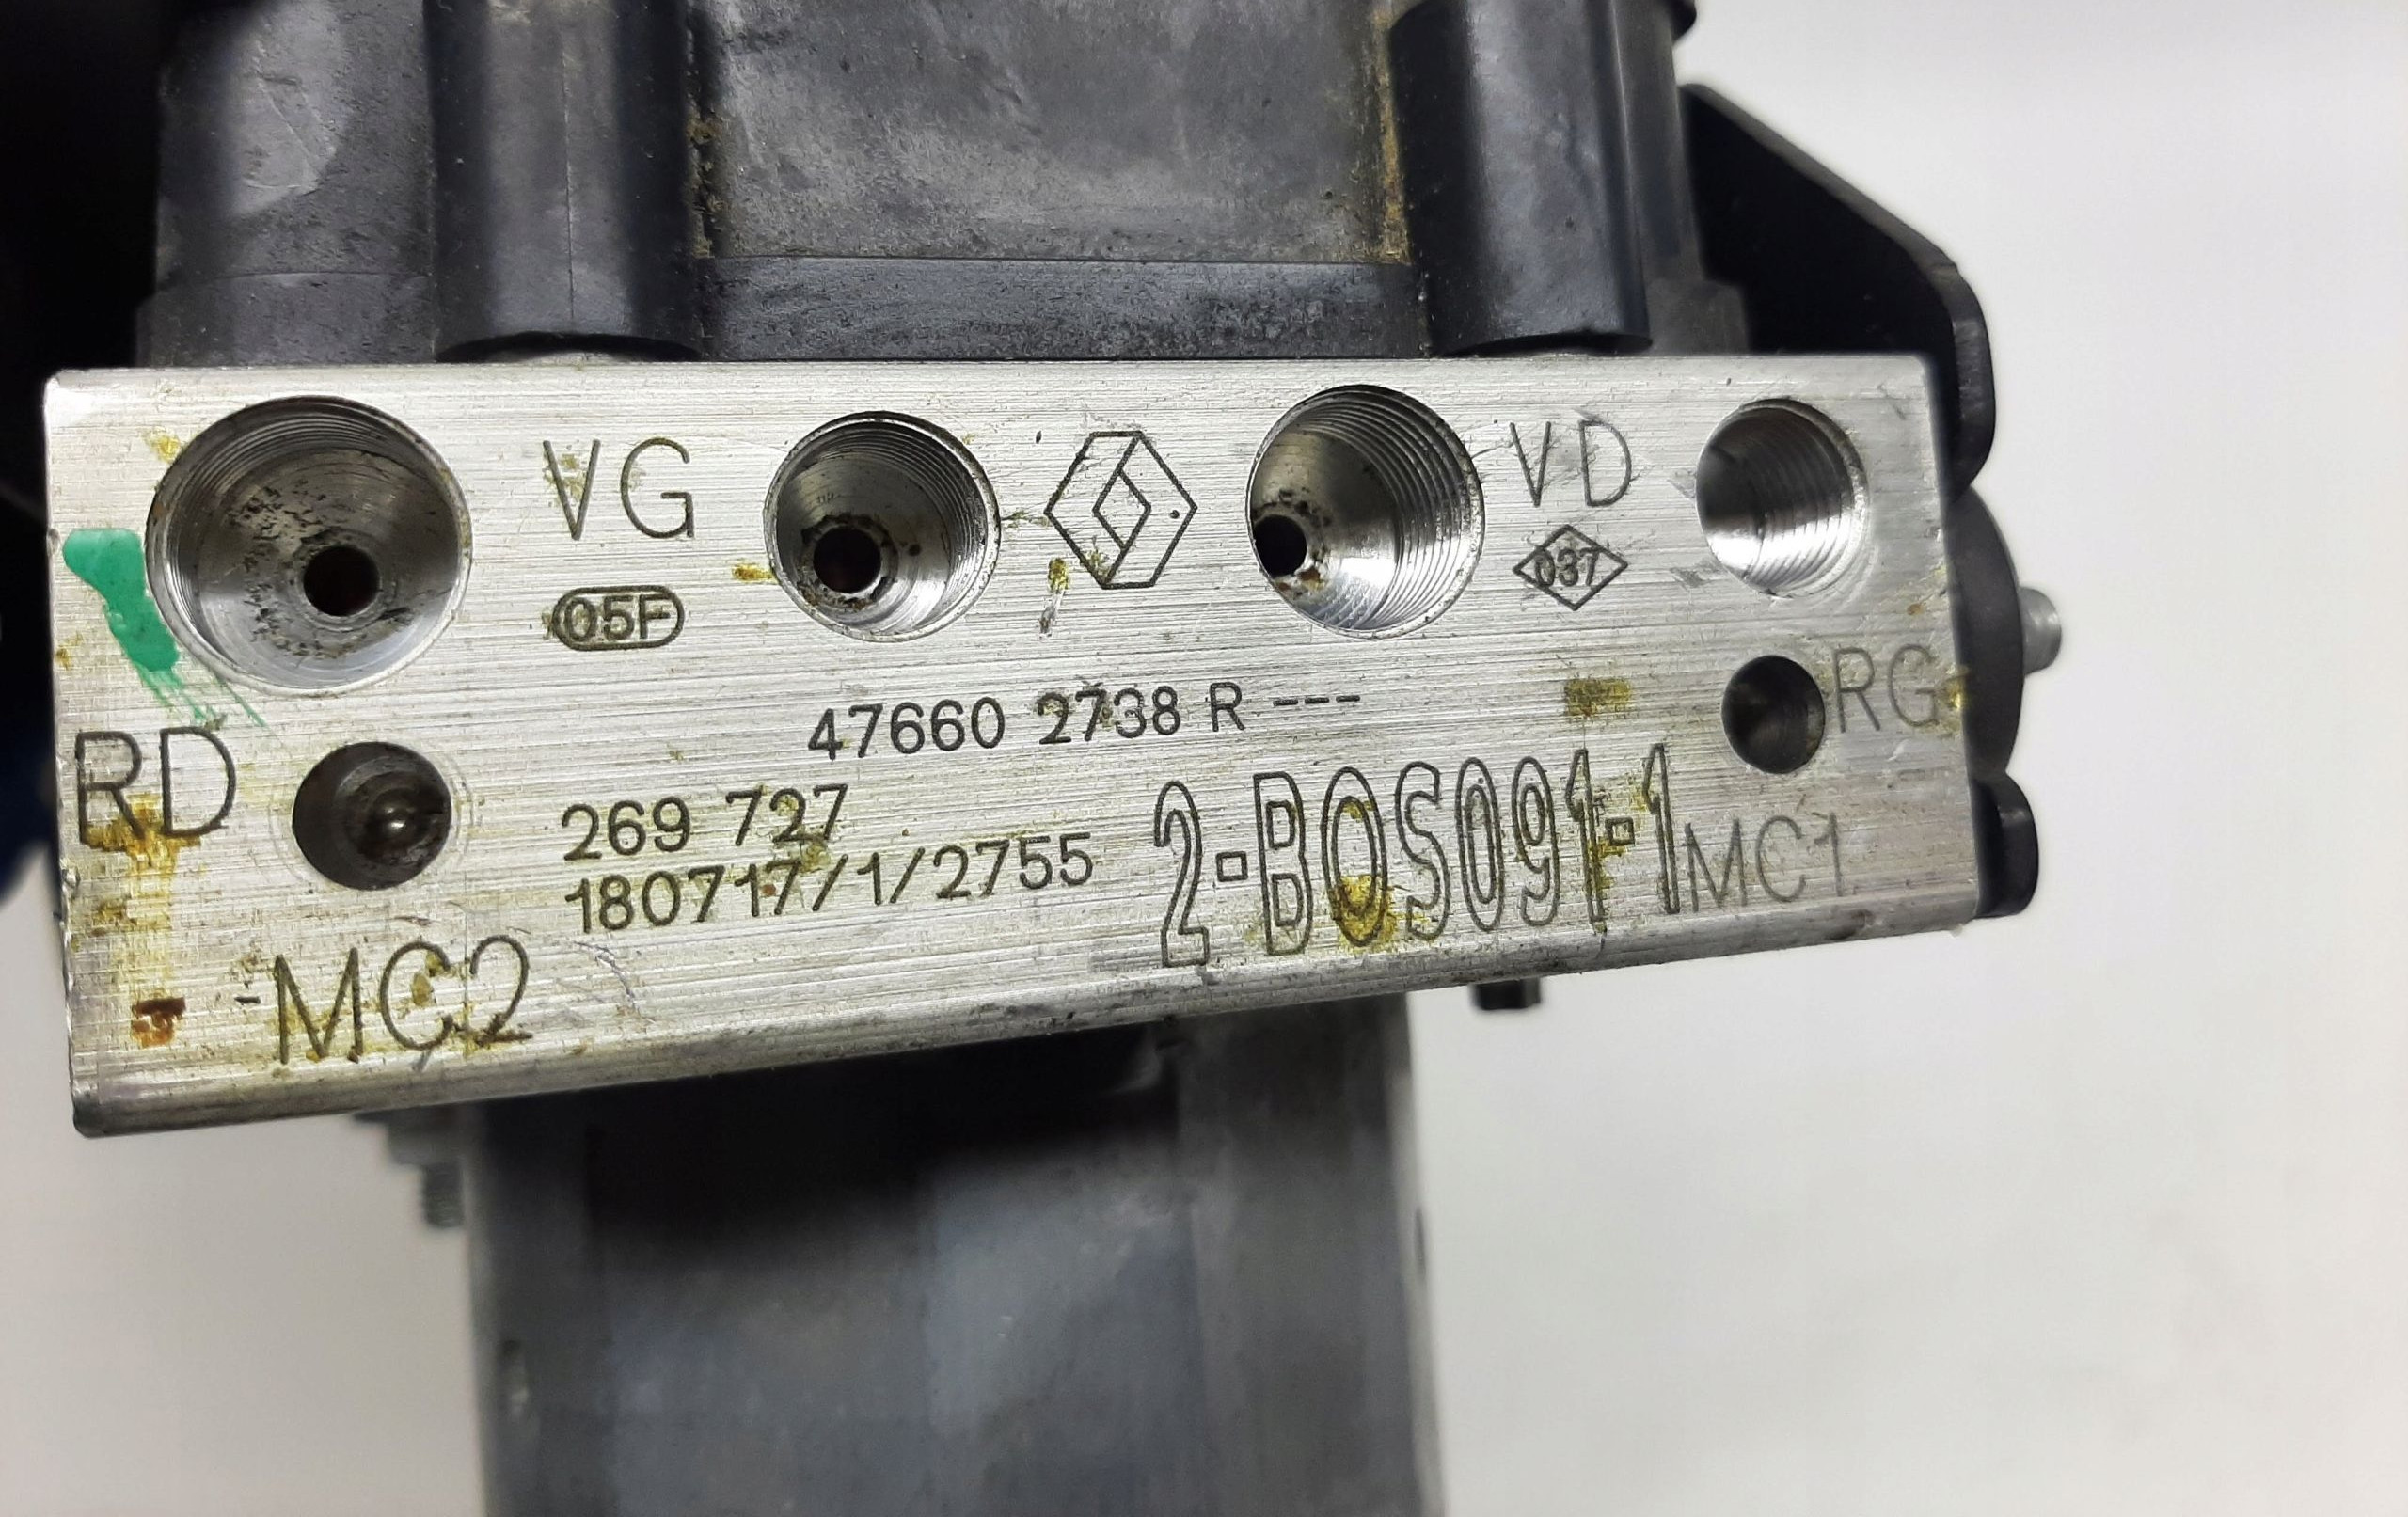 VG
VD
05F
037
RG
47660 2738 R ---
RD
269 727
180717/1/2755
2-BOS091-1
MC1
-MC2